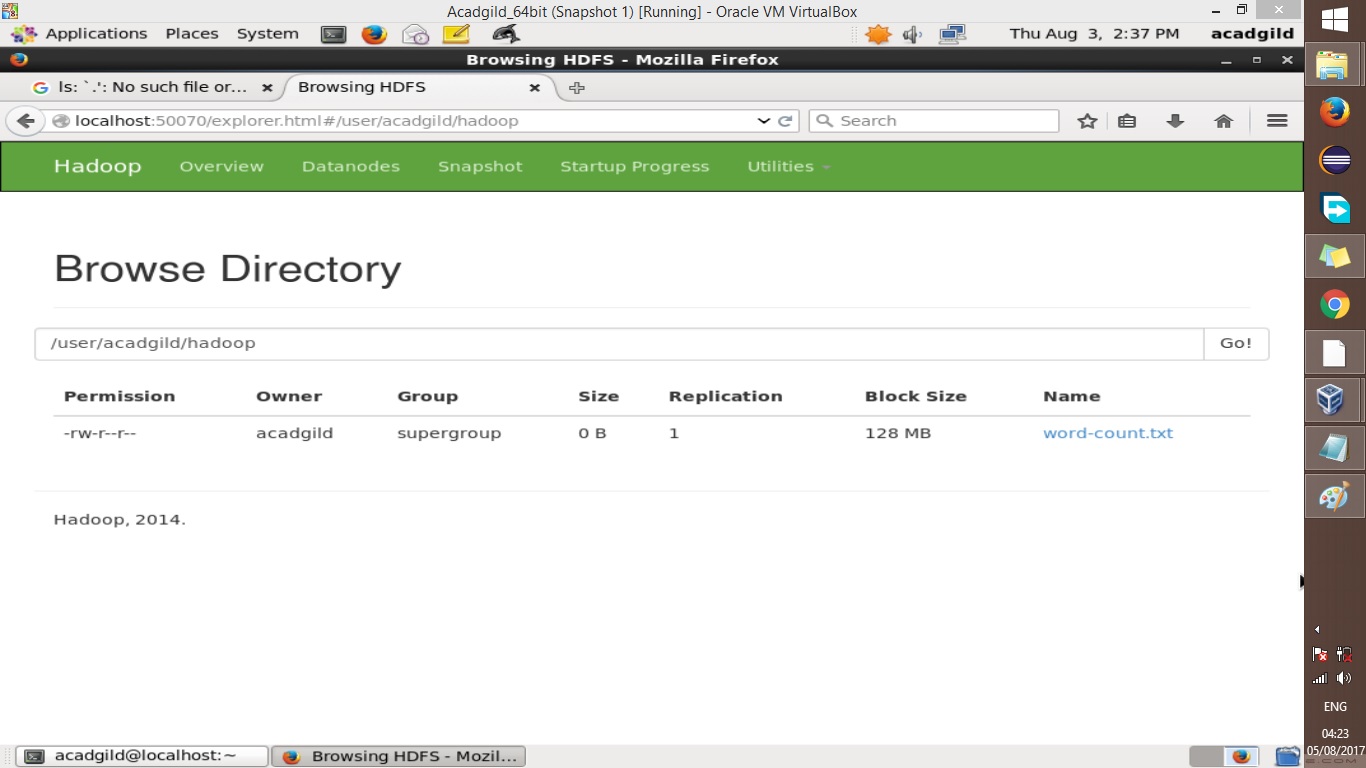 Acadgild_64bit (Snapshot 1) [Running] - Oracle VM VirtualBox
Applications Places System Thu Aug 3, 2:37 PM acadgild
Browsing HDFS - Mozilla Firefox
ls: `.': No such file or... Browsing HDFS
localhost:50070/explorer.html#/user/acadgild/hadoop Search
Hadoop Overview Datanodes Snapshot Startup Progress Utilities
Browse Directory
/user/acadgild/hadoop Go!
Permission Owner Group Size Replication Block Size Name
-rw-r--r-- acadgild supergroup 0 B 1 128 MB word-count.txt
Hadoop, 2014.
acadgild@localhost:~ Browsing HDFS - Mozil...
ENG
04:23
05/08/2017